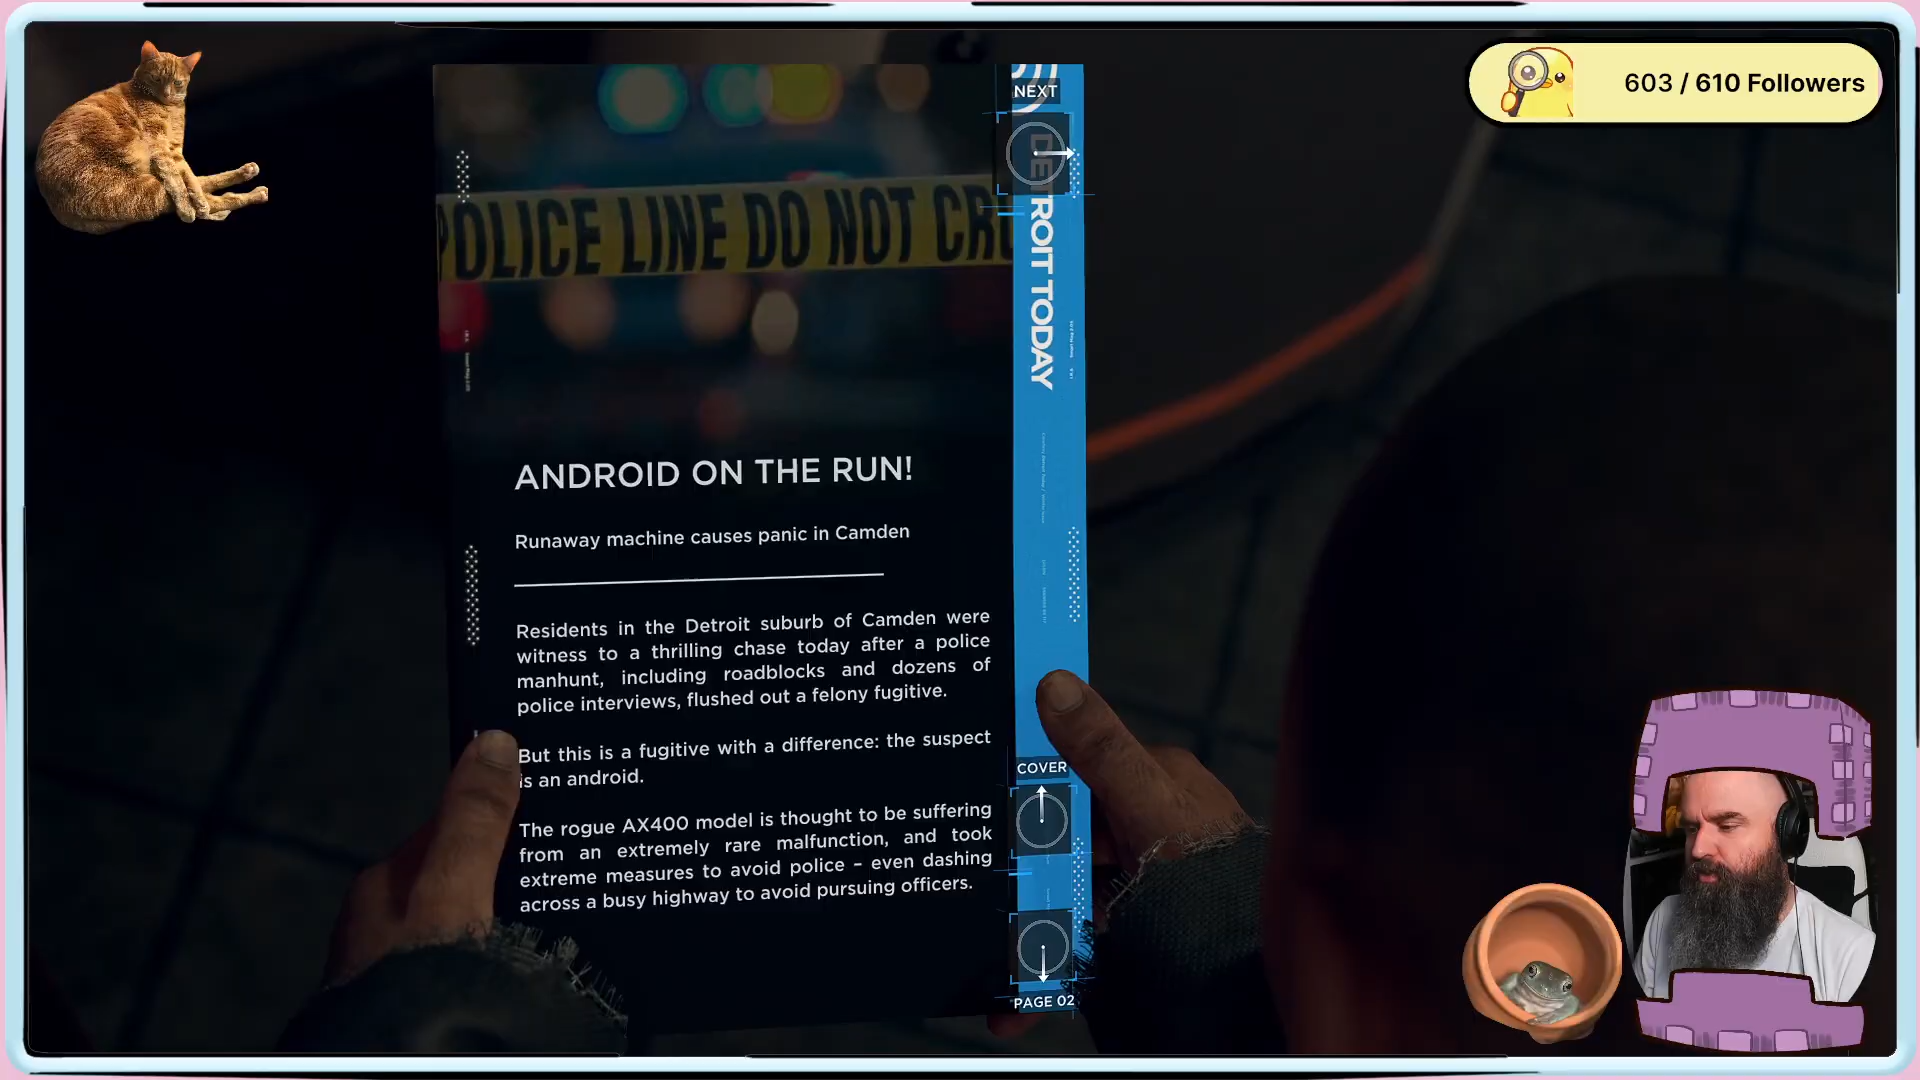 603 / 610 Followers
NEXT
DETROIT TODAY
POLICE LINE DO NOT CRO
ANDROID ON THE RUN!
Runaway machine causes panic in Camden
Residents in the Detroit suburb of Camden were
witness to a thrilling chase today after a police
manhunt, including roadblocks and dozens of
police interviews, flushed out a felony fugitive.
But this is a fugitive with a difference: the suspect
is an android.
The rogue AX400 model is thought to be suffering
from an extremely rare malfunction, and took
extreme measures to avoid police – even dashing
across a busy highway to avoid pursuing officers.
COVER
PAGE 02